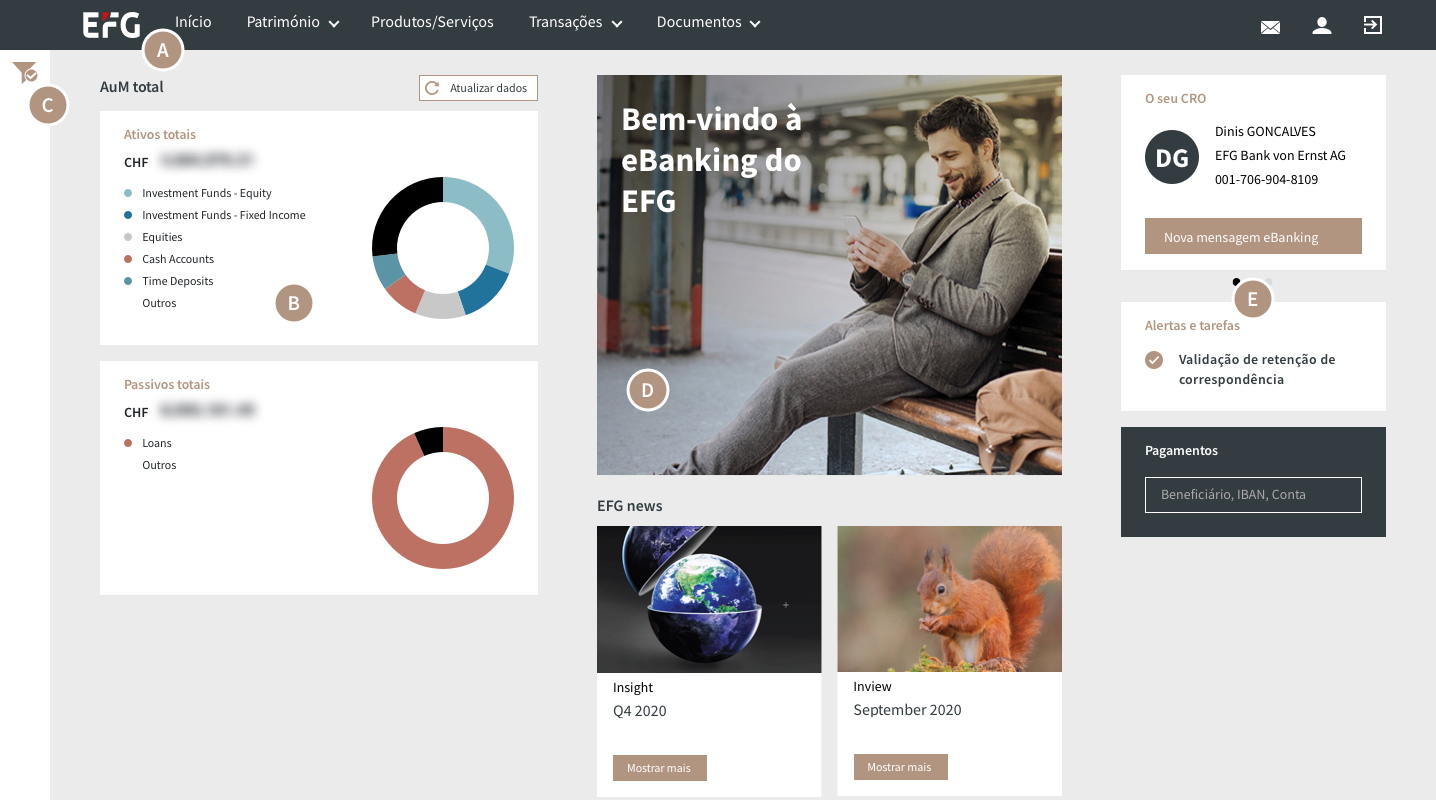 EFG
Início
Património
Produtos/Serviços
Transações
Documentos
A
C
AuM total
Atualizar dados
Ativos totais
CHF
Investment Funds - Equity
Investment Funds - Fixed Income
Equities
Cash Accounts
Time Deposits
Outros
B
Passivos totais
CHF
Loans
Outros
Bem-vindo à
eBanking do
EFG
D
EFG news
Insight
Q4 2020
Mostrar mais
Inview
September 2020
Mostrar mais
O seu CRO
DG
Dinis GONCALVES
EFG Bank von Ernst AG
001-706-904-8109
Nova mensagem eBanking
E
Alertas e tarefas
Validação de retenção de
correspondência
Pagamentos
Beneficiário, IBAN, Conta